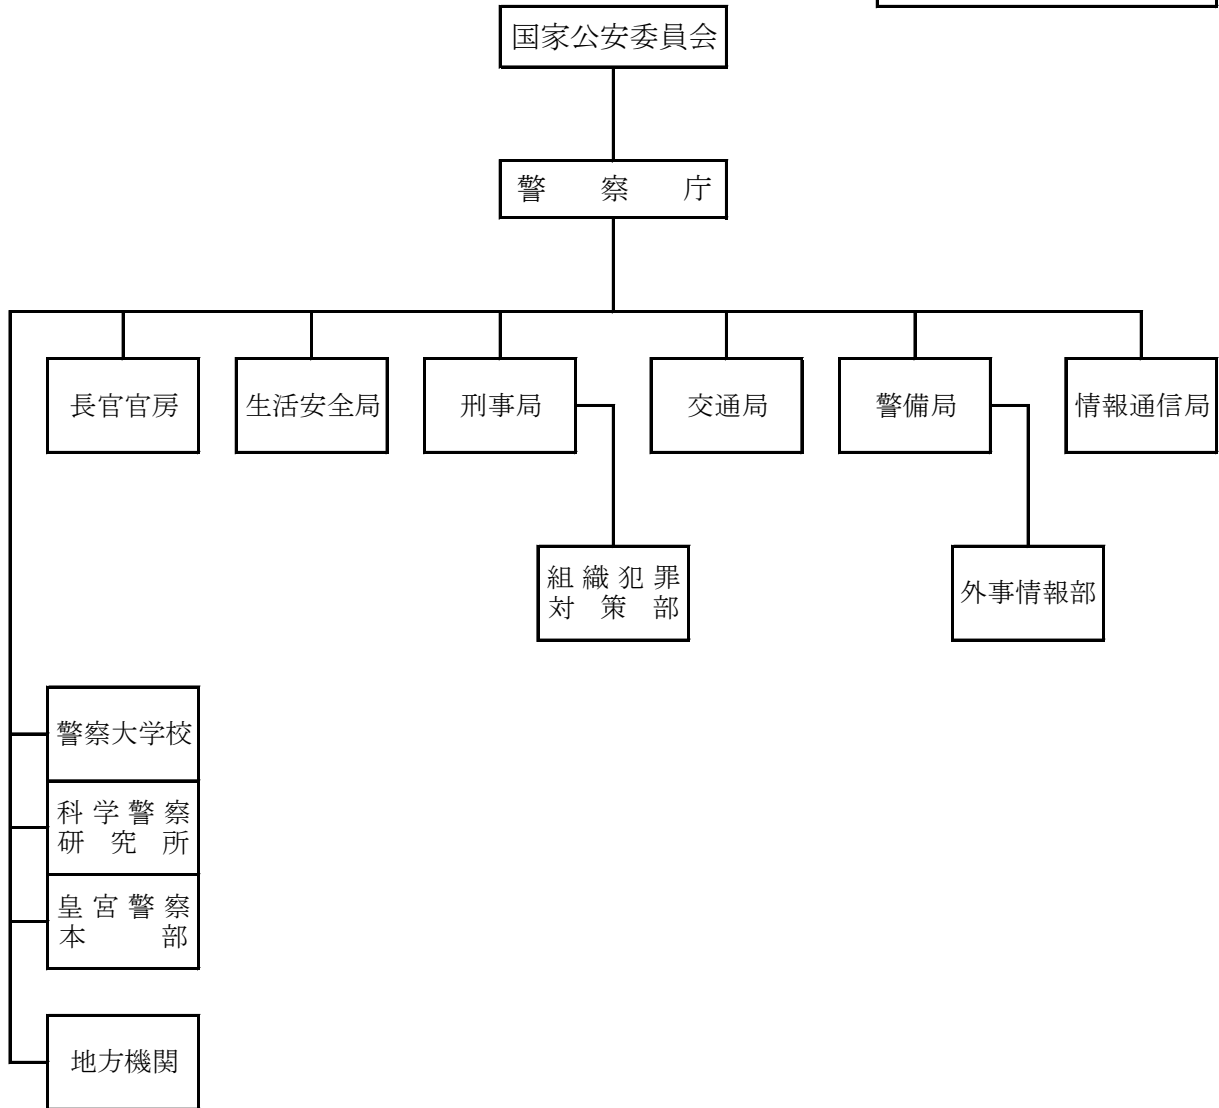 国家公安委員会
警察庁
長官官房
生活安全局
刑事局
交通局
警備局
情報通信局
組織犯罪
対策部
外事情報部
警察大学校
科学警察
研究所
皇宮警察
本部
地方機関